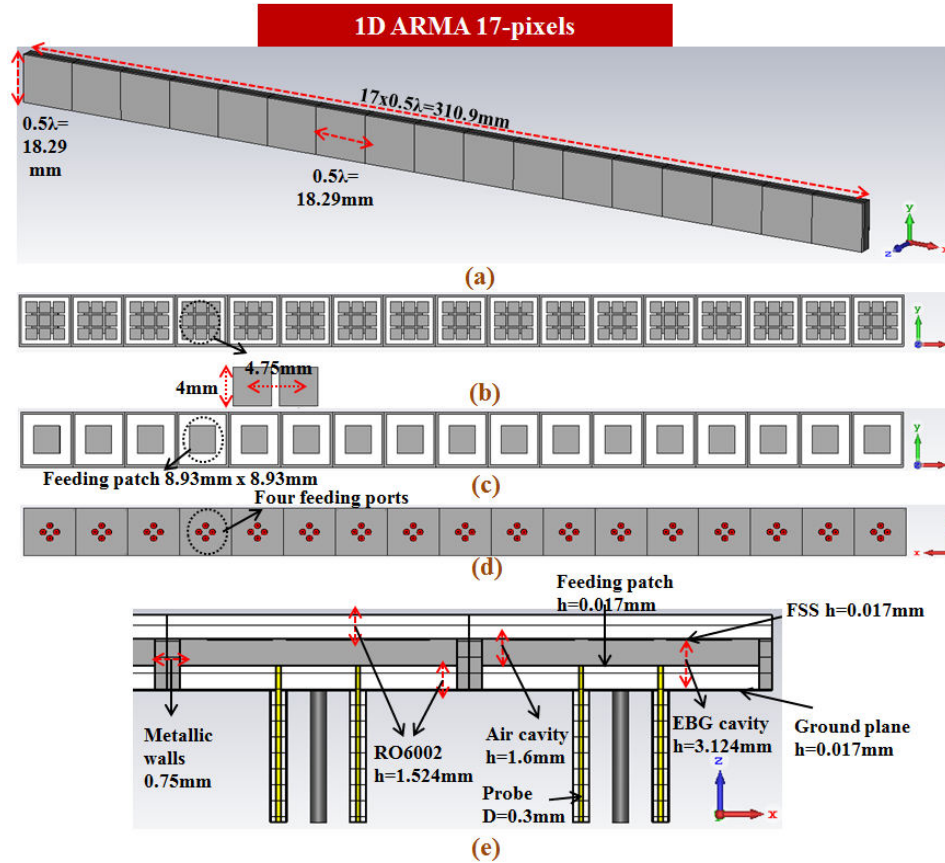 1D ARMA 17-pixels
17x0.5λ=310.9mm
0.5λ=
18.29
mm
0.5λ=
18.29mm
y
x
z
(a)
y
4.75mm
4mm
(b)
y
Feeding patch 8.93mm x 8.93mm
(c)
Four feeding ports
x
(d)
Feeding patch
h=0.017mm
FSS h=0.017mm
Metallic
walls
0.75mm
RO6002
h=1.524mm
Air cavity
h=1.6mm
EBG cavity
h=3.124mm
Ground plane
h=0.017mm
Probe
D=0.3mm
z
x
(e)